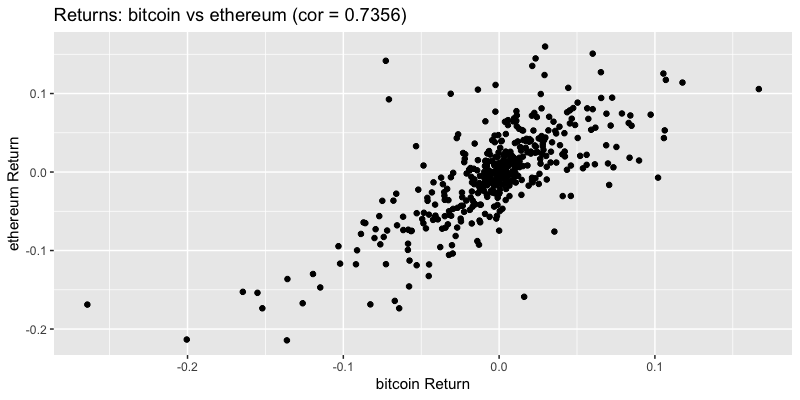 Returns: bitcoin vs ethereum (cor = 0.7356)
ethereum Return
0.1
0.0
-0.1
-0.2
-0.2
-0.1
0.0
0.1
bitcoin Return